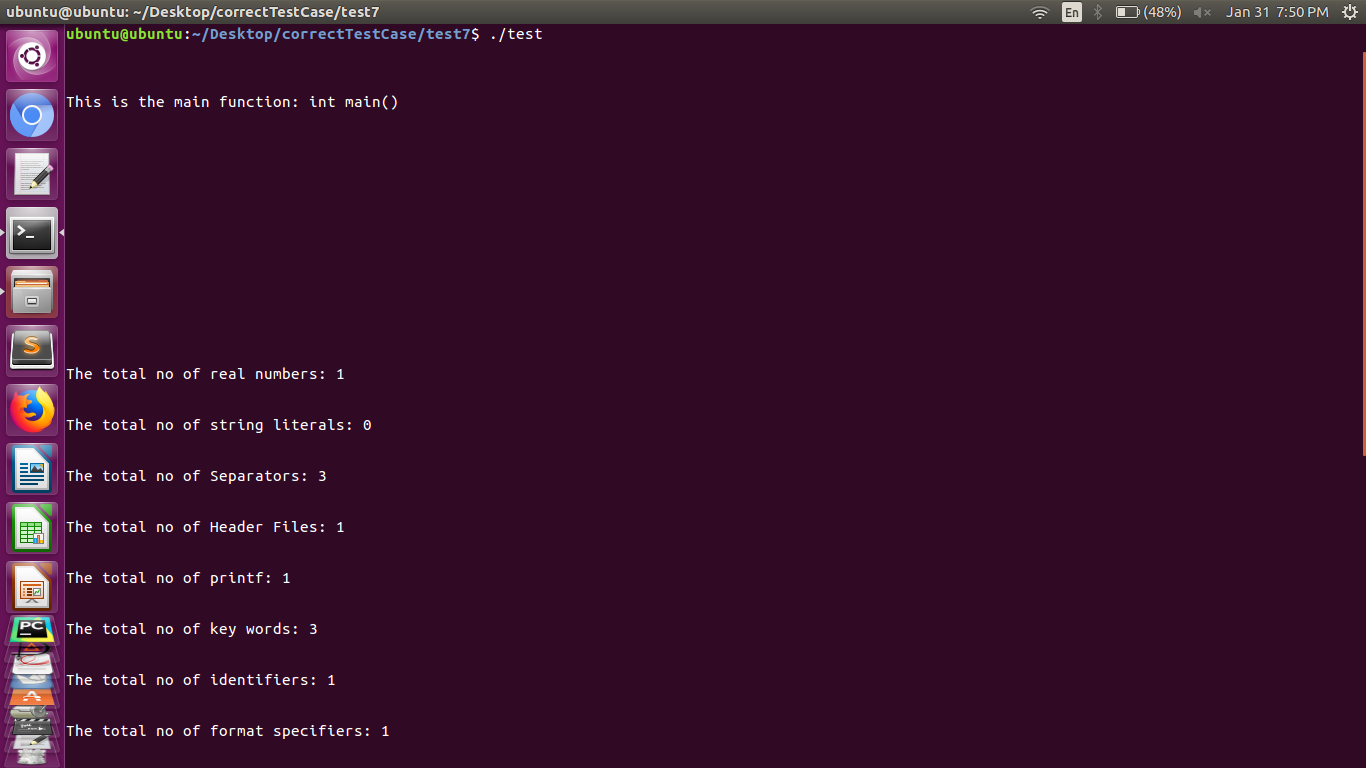 ubuntu@ubuntu: ~/Desktop/correctTestCase/test7
En
(48%)
Jan 31 7:50 PM
ubuntu@ubuntu:~/Desktop/correctTestCase/test7$ ./test
This is the main function: int main()
The total no of real numbers: 1
The total no of string literals: 0
The total no of Separators: 3
The total no of Header Files: 1
The total no of printf: 1
The total no of key words: 3
The total no of identifiers: 1
The total no of format specifiers: 1
>_
S
PC